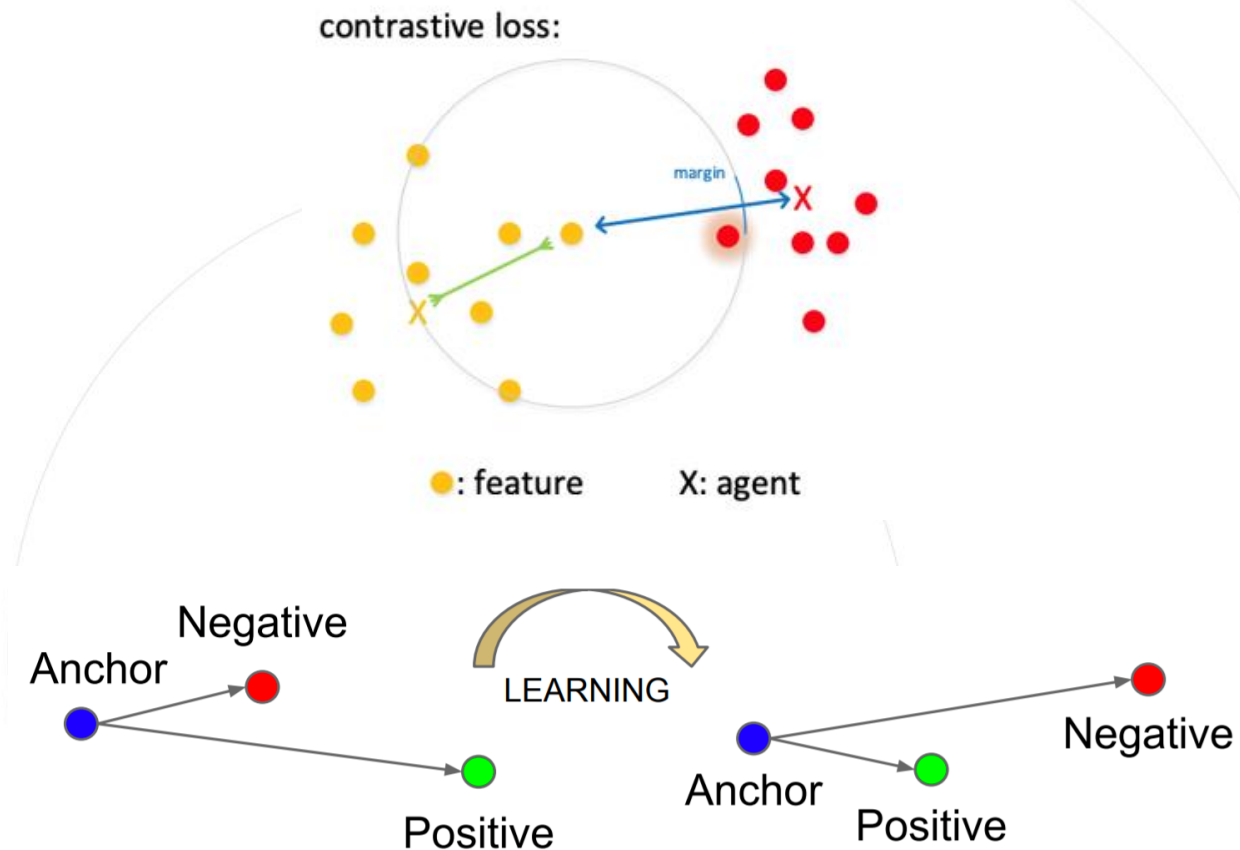 contrastive loss:
margin
X
X
: feature
X: agent
Negative
Anchor
LEARNING
Positive
Negative
Anchor
Positive